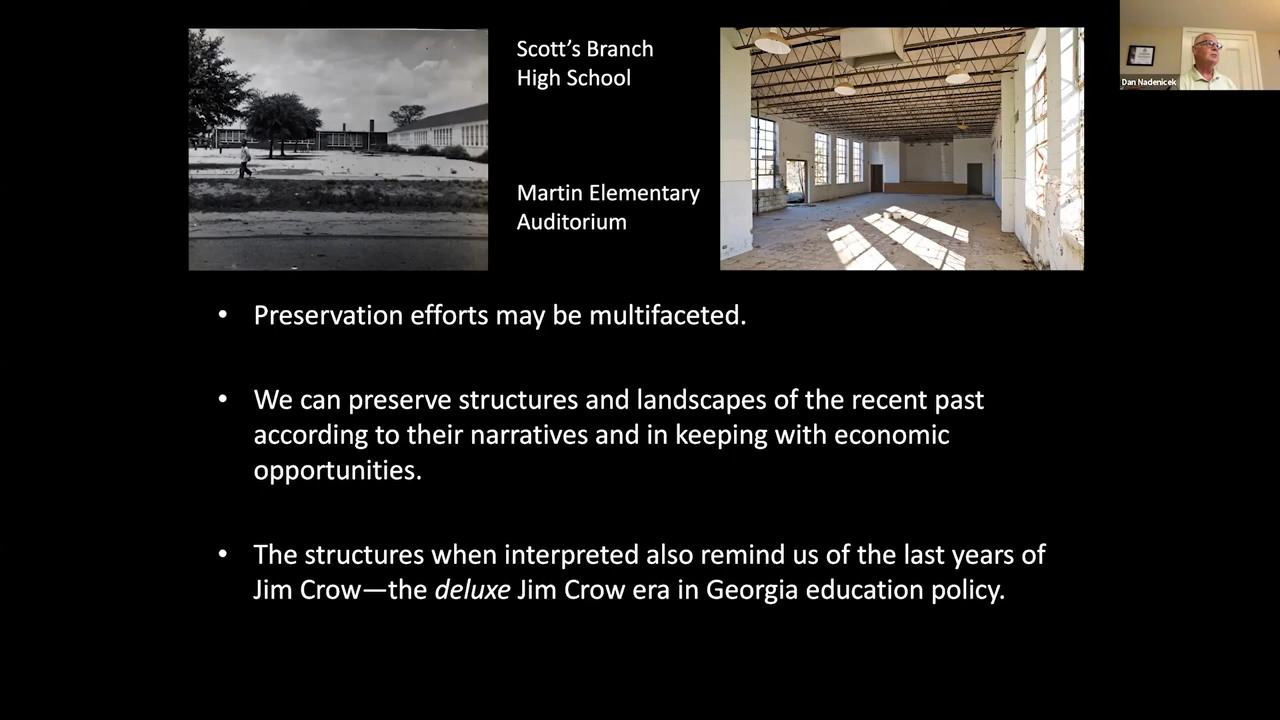 Scott’s Branch
High School
Martin Elementary
Auditorium
Dan Nadenicek
• Preservation efforts may be multifaceted.
• We can preserve structures and landscapes of the recent past
according to their narratives and in keeping with economic
opportunities.
• The structures when interpreted also remind us of the last years of
Jim Crow—the deluxe Jim Crow era in Georgia education policy.